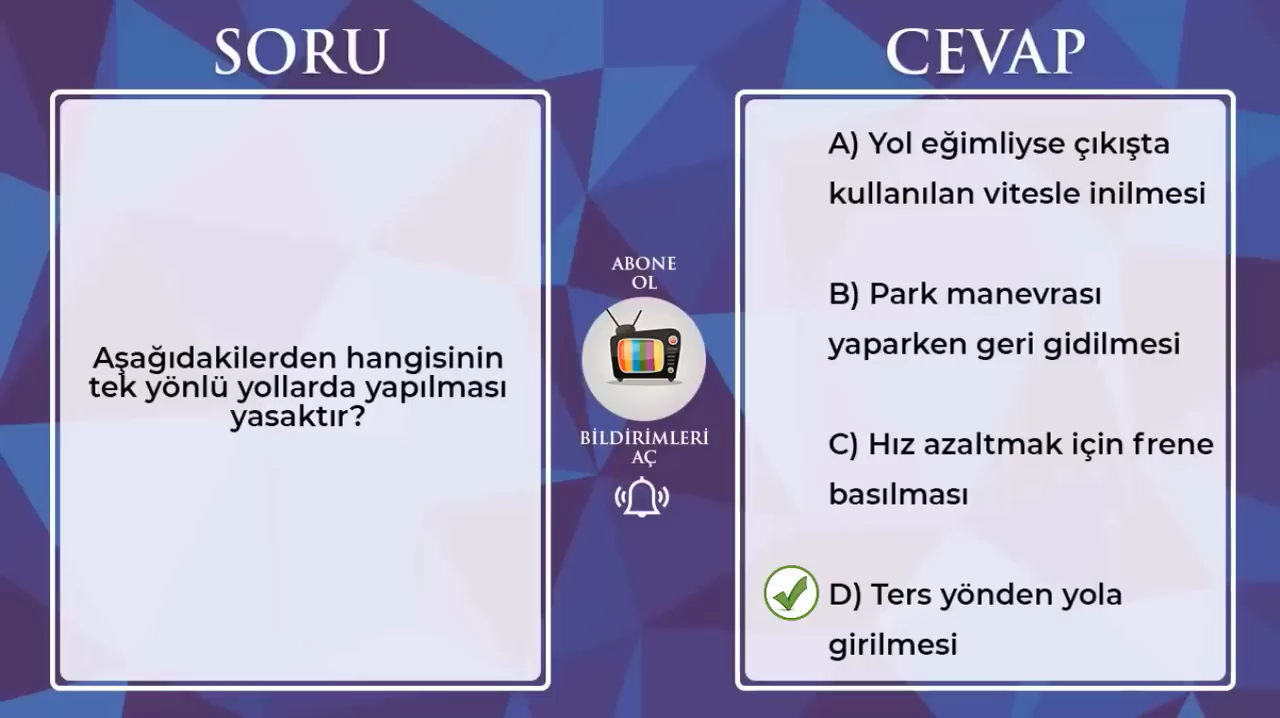 SORU
Aşağıdakilerden hangisinin
tek yönlü yollarda yapılması
yasaktır?
ABONE
OL
BİLDİRİMLERİ
AÇ
CEVAP
A) Yol eğimliyse çıkışta
kullanılan vitesle inilmesi
B) Park manevrası
yaparken geri gidilmesi
C) Hız azaltmak için frene
basılması
D) Ters yönden yola
girilmesi